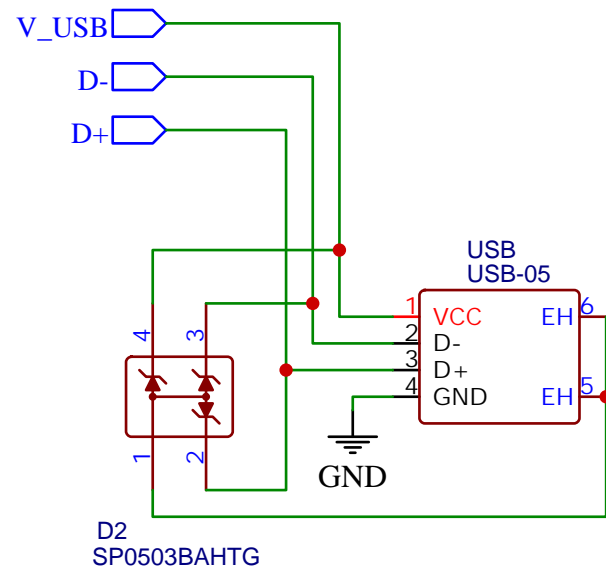 V_USB
D-
D+
USB
USB-05
1 VCC EH 6
2 D-
3 D+
4 GND EH 5
4 3
1 2
GND
D2
SP0503BAHTG